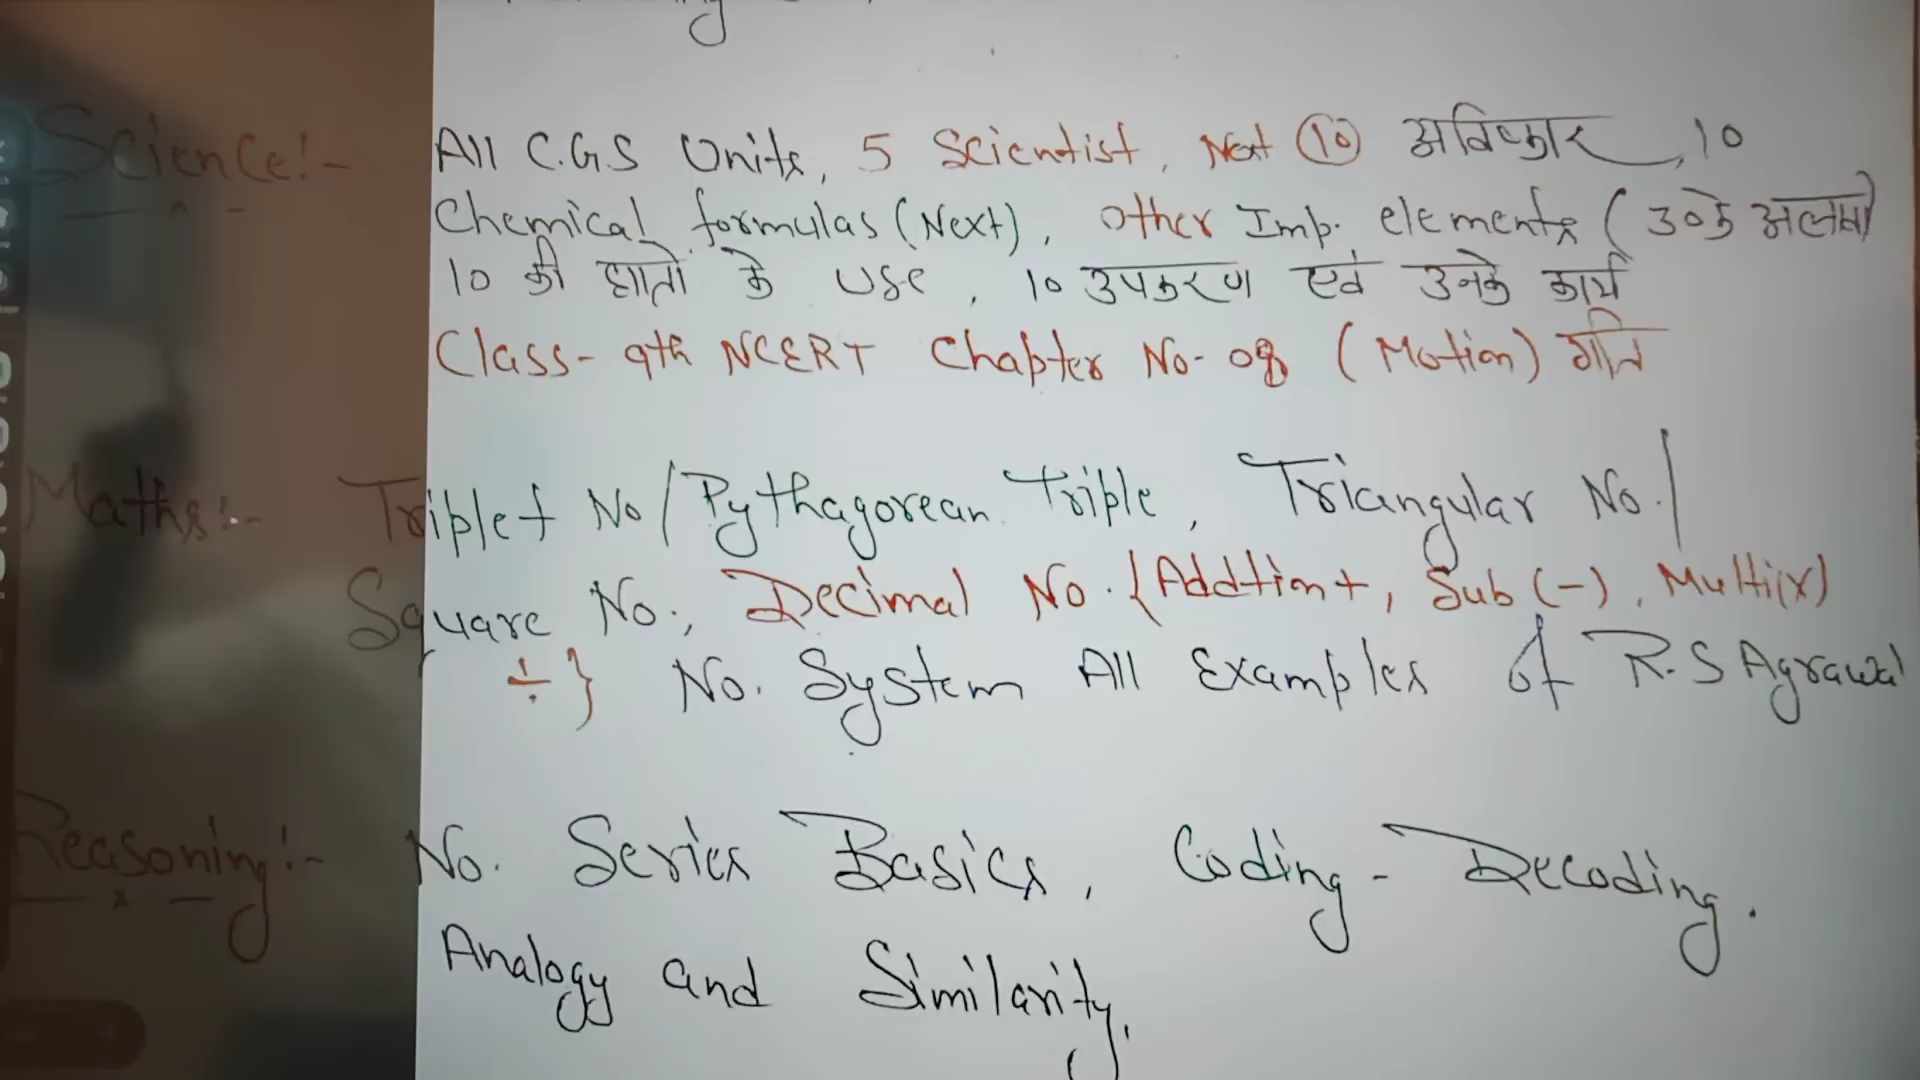 Science:- All C.G.S Units, 5 Scientist, Next 10 अविष्कार, 10
Chemical formulas (Next), Other Imp. elements ( 30के अलावा
10 की धातो के use, 10 उपकरण एवं उनके कार्य
Class- 9th NCERT Chapter No- 08 (Motion) गति
Maths:- Triplet No/Pythagorean Triple, Triangular No./
Square No., Decimal No. {Addtion+, Sub (-), Multi(x)
÷} No. System All Examples of R.S Agrawal
Reasoning:- No. Series Basics, Coding-Decoding.
Analogy and Similarity.